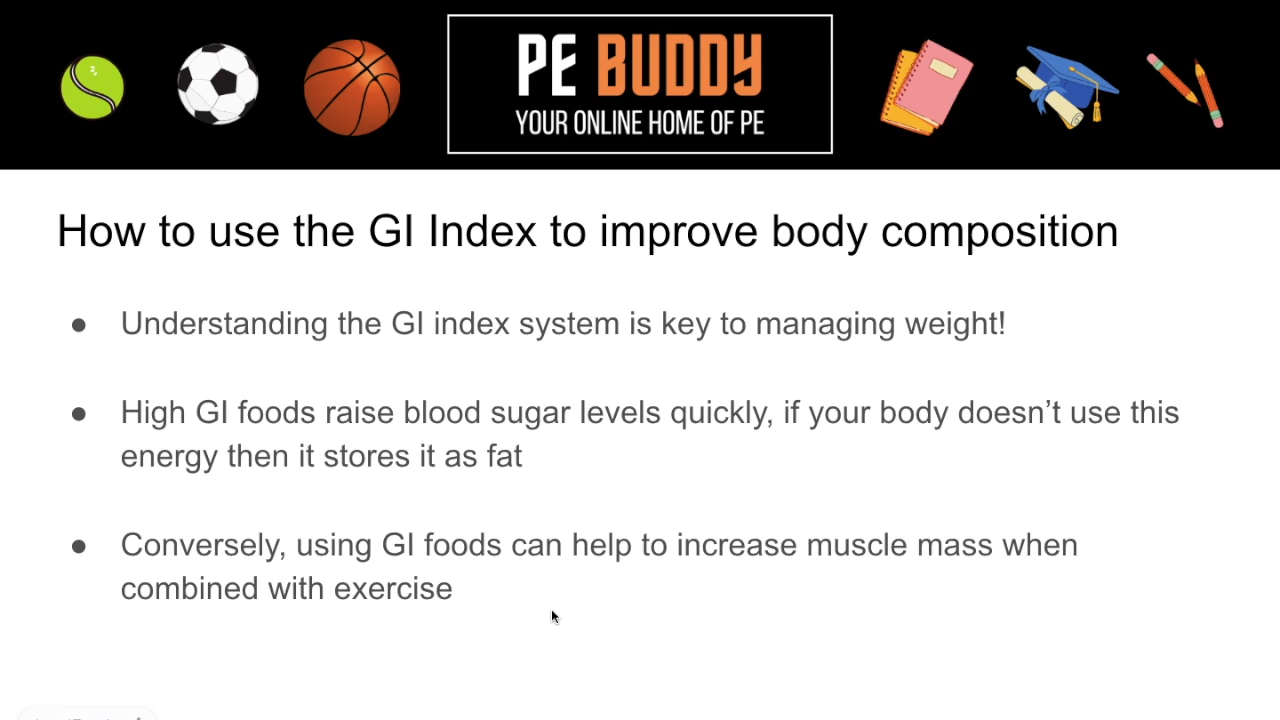 PE BUDDY
YOUR ONLINE HOME OF PE
How to use the GI Index to improve body composition
● Understanding the GI index system is key to managing weight!
● High GI foods raise blood sugar levels quickly, if your body doesn’t use this
energy then it stores it as fat
● Conversely, using GI foods can help to increase muscle mass when
combined with exercise